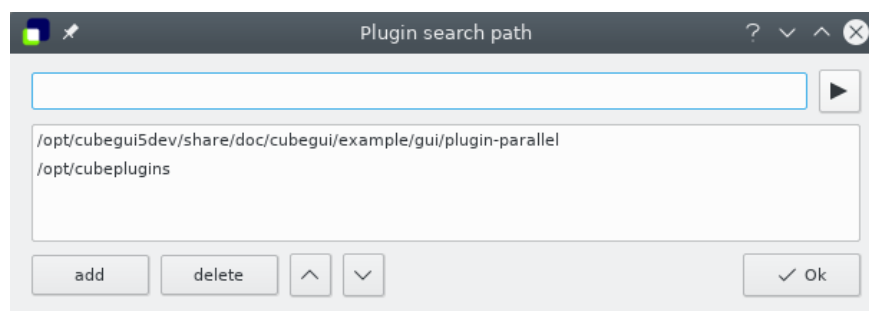 Plugin search path
/opt/cubegui5dev/share/doc/cubegui/example/gui/plugin-parallel
/opt/cubeplugins
add delete Ok